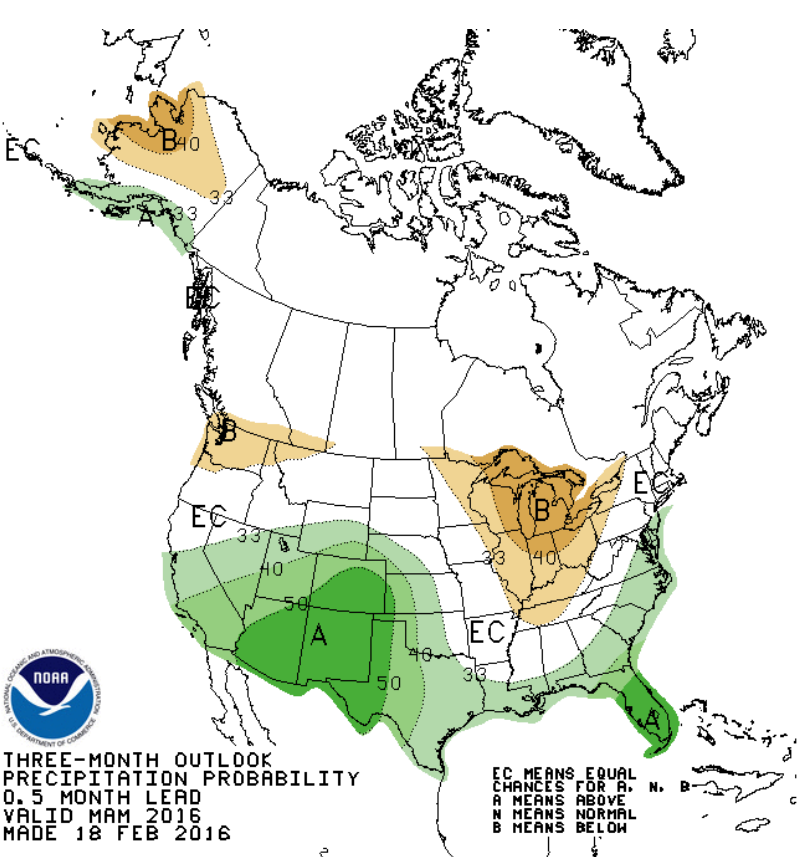 B
40
EC
33
A
33
EC
B
EC
B
EC
33
33
40
40
50
A
EC
40
33
50
A
NATIONAL OCEANIC AND ATMOSPHERIC ADMINISTRATION
NOAA
U.S. DEPARTMENT OF COMMERCE
THREE-MONTH OUTLOOK
PRECIPITATION PROBABILITY
0.5 MONTH LEAD
VALID MAM 2016
MADE 18 FEB 2016
EC MEANS EQUAL
CHANCES FOR A, N, B
A MEANS ABOVE
N MEANS NORMAL
B MEANS BELOW